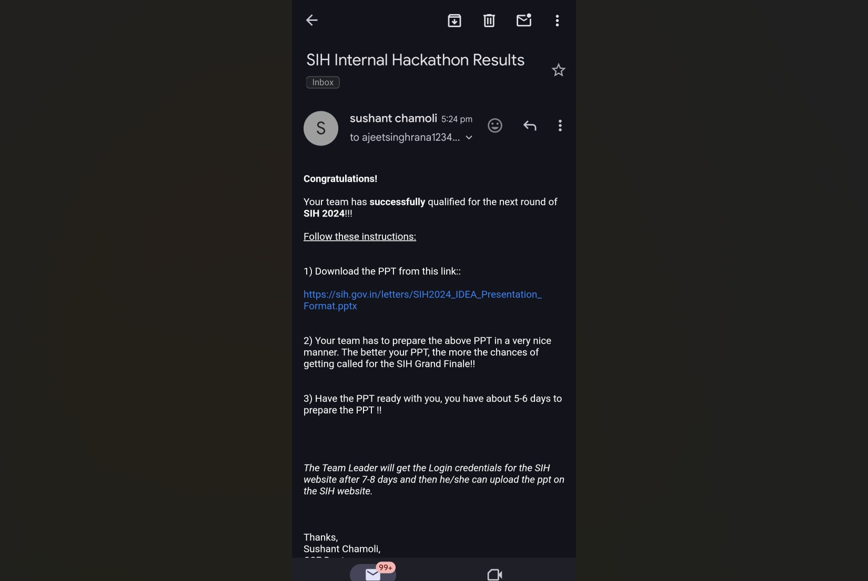 SIH Internal Hackathon Results
Inbox
S
sushant chamoli 5:24 pm
to ajeetsinghrana1234...
Congratulations!
Your team has successfully qualified for the next round of
SIH 2024!!!
Follow these instructions:
1) Download the PPT from this link::
https://sih.gov.in/letters/SIH2024_IDEA_Presentation_
Format.pptx
2) Your team has to prepare the above PPT in a very nice
manner. The better your PPT, the more the chances of
getting called for the SIH Grand Finale!!
3) Have the PPT ready with you, you have about 5-6 days to
prepare the PPT !!
The Team Leader will get the Login credentials for the SIH
website after 7-8 days and then he/she can upload the ppt on
the SIH website.
Thanks,
Sushant Chamoli,
99+